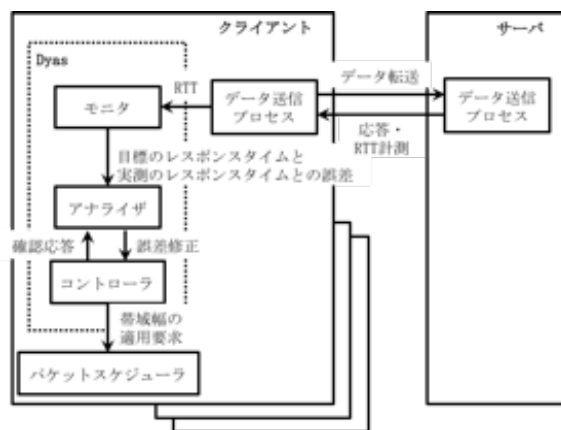 クライアント
サーバ
Dyas
RTT
データ転送
モニタ
データ送信
プロセス
データ送信
プロセス
応答・
RTT計測
目標のレスポンスタイムと
実測のレスポンスタイムとの誤差
アナライザ
確認応答
誤差修正
コントローラ
帯域幅の
適用要求
パケットスケジューラ